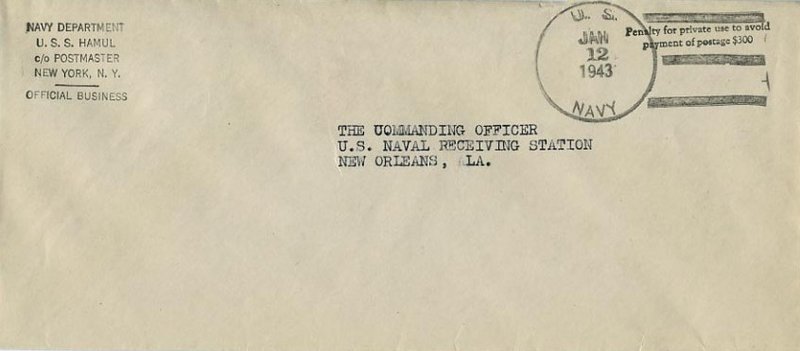 NAVY DEPARTMENT
U. S. S. HAMUL
c/o POSTMASTER
NEW YORK, N. Y.
OFFICIAL BUSINESS
U. S.
JAN
12
1943
NAVY
Penalty for private use to avoid
payment of postage $300
THE UOMMANDING OFFICER
U.S. NAVAL RECEIVING STATION
NEW ORLEANS, LA.